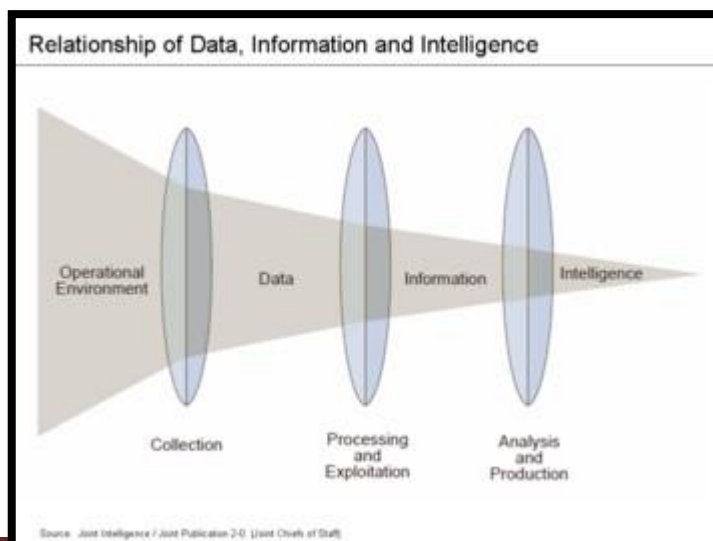 Relationship of Data, Information and Intelligence
Operational
Environment
Data
Information
Intelligence
Collection
Processing
and
Exploitation
Analysis
and
Production
Source: Joint Intelligence / Joint Publication 2-0 (Joint Chiefs of Staff)